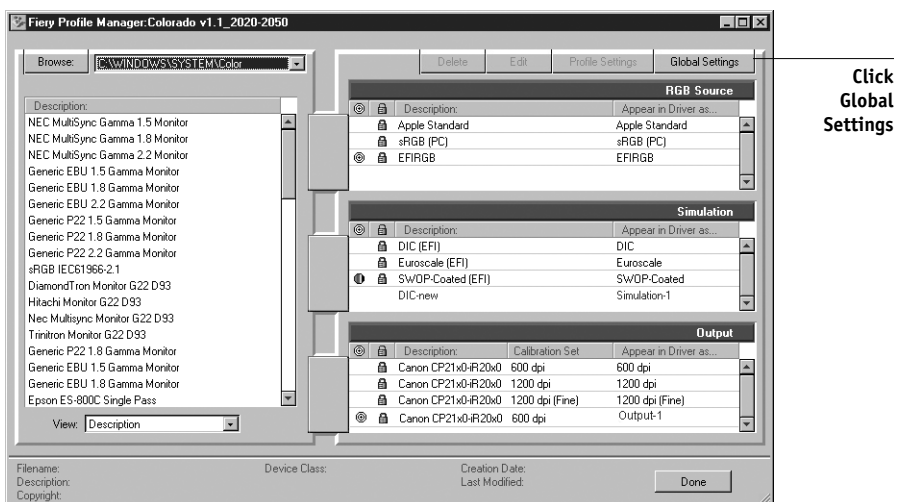 Fiery Profile Manager:Colorado v1.1_2020-2050
Browse:
C:\WINDOWS\SYSTEM\Color
Description:
NEC MultiSync Gamma 1.5 Monitor
NEC MultiSync Gamma 1.8 Monitor
NEC MultiSync Gamma 2.2 Monitor
Generic EBU 1.5 Gamma Monitor
Generic EBU 1.8 Gamma Monitor
Generic EBU 2.2 Gamma Monitor
Generic P22 1.5 Gamma Monitor
Generic P22 1.8 Gamma Monitor
Generic P22 2.2 Gamma Monitor
sRGB IEC61966-2.1
DiamondTron Monitor G22 D93
Hitachi Monitor G22 D93
Nec Multisync Monitor G22 D93
Trinitron Monitor G22 D93
Generic P22 1.8 Gamma Monitor
Generic EBU 1.5 Gamma Monitor
Generic EBU 1.8 Gamma Monitor
Epson ES-800C Single Pass
View: Description
Delete Edit Profile Settings Global Settings
RGB Source
Description: Appear in Driver as...
Apple Standard Apple Standard
sRGB (PC) sRGB (PC)
EFIRGB EFIRGB
Simulation
Description: Appear in Driver as...
DIC (EFI) DIC
Euroscale (EFI) Euroscale
SWOP-Coated (EFI) SWOP-Coated
DIC-new Simulation-1
Output
Description: Calibration Set Appear in Driver as...
Canon CP21x0-iR20x0 600 dpi 600 dpi
Canon CP21x0-iR20x0 1200 dpi 1200 dpi
Canon CP21x0-iR20x0 1200 dpi (Fine) 1200 dpi (Fine)
Canon CP21x0-iR20x0 600 dpi Output-1
Filename: Device Class: Creation Date:
Description: Last Modified:
Copyright:
Done
Click
Global
Settings